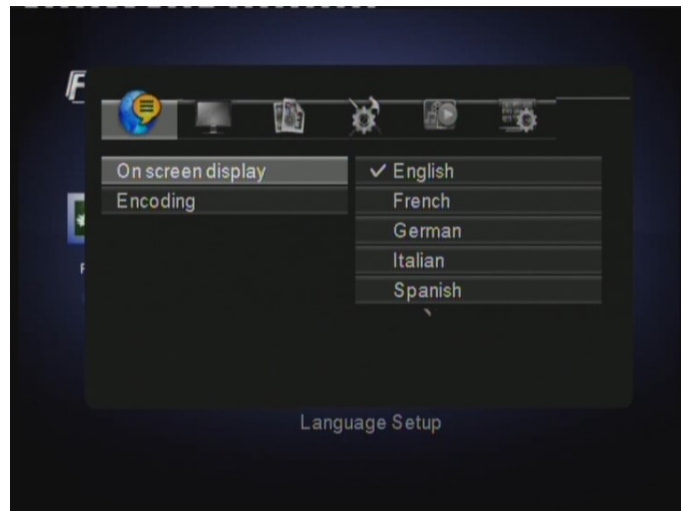 On screen display
Encoding
✓ English
French
German
Italian
Spanish
Language Setup